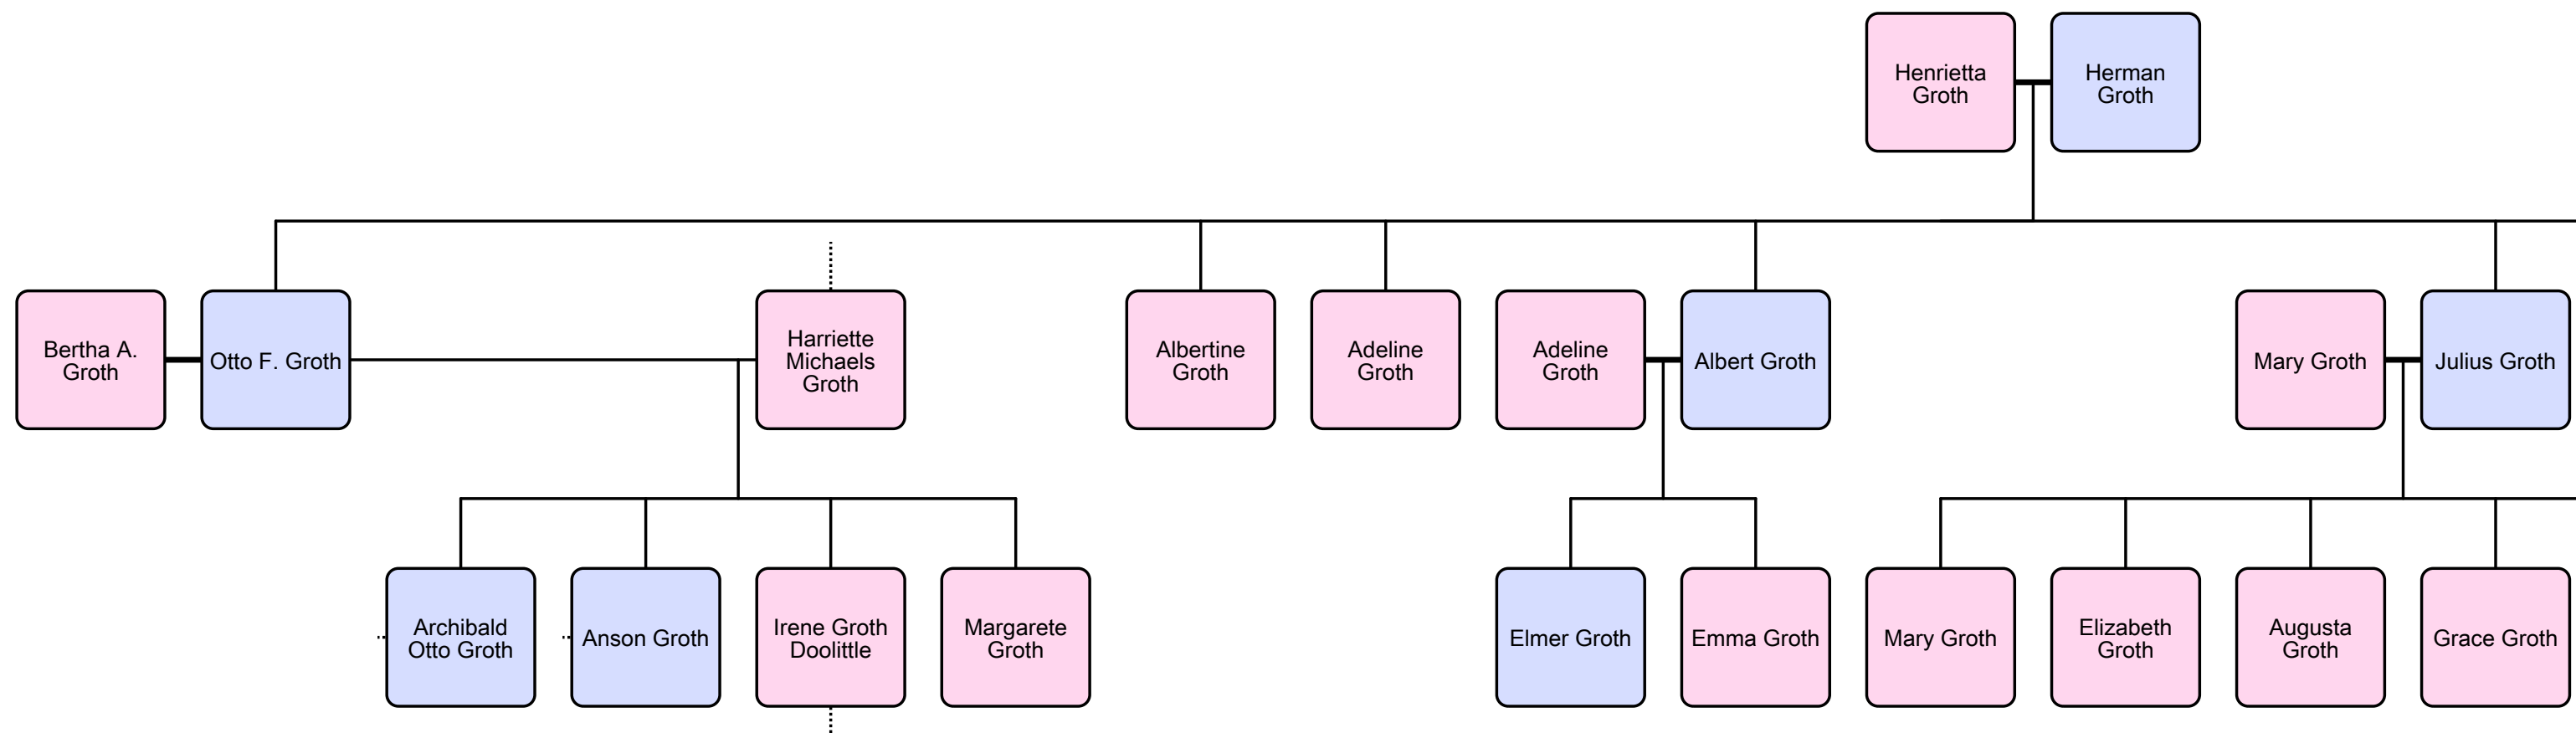 Henrietta
Groth
Herman
Groth
Bertha A.
Groth
Otto F. Groth
Harriette
Michaels
Groth
Albertine
Groth
Adeline
Groth
Adeline
Groth
Albert Groth
Mary Groth
Julius Groth
Archibald
Otto Groth
Anson Groth
Irene Groth
Doolittle
Margarete
Groth
Elmer Groth
Emma Groth
Mary Groth
Elizabeth
Groth
Augusta
Groth
Grace Groth